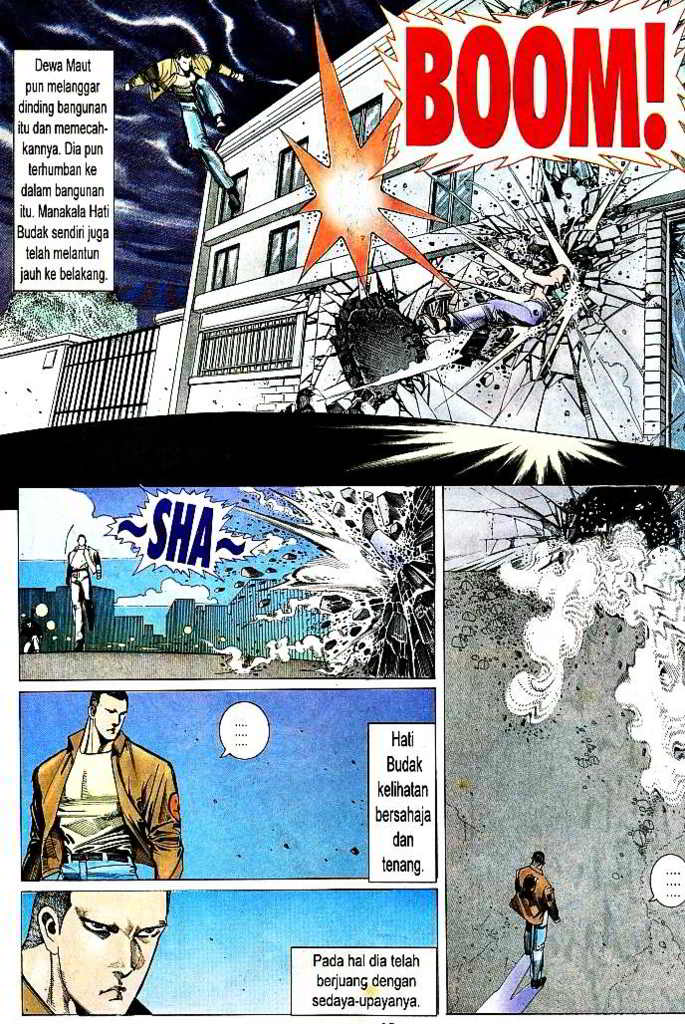 Dewa Maut
pun melanggar
dinding bangunan
itu dan memecah-
kannya. Dia pun
terhumban ke
dalam bangunan
itu. Manakala Hati
Budak sendiri juga
telah melantun
jauh ke belakang.
BOOM!
~SHA~
....
....
Hati
Budak
kelihatan
bersahaja
dan
tenang.
Pada hal dia telah
berjuang dengan
sedaya-upayanya.
....
....